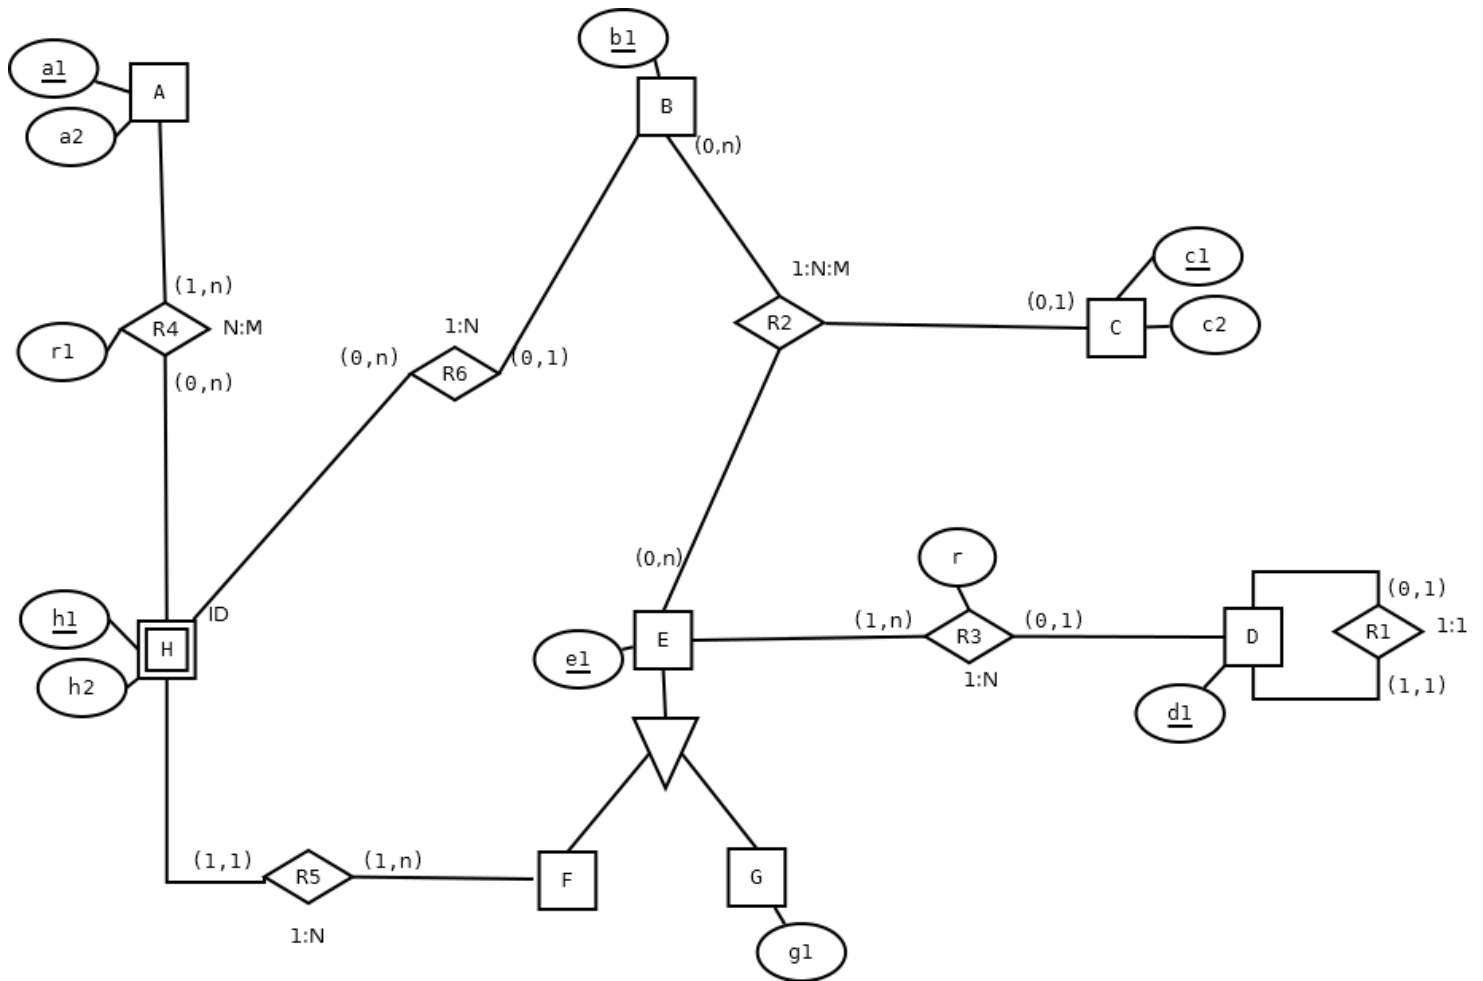 b1
a1
A
B
a2
(0,n)
c1
1:N:M
(1,n)
(0,1)
r1
R4
N:M
R2
C
c2
1:N
(0,n)
R6
(0,1)
(0,n)
r
(0,n)
(0,1)
h1
ID
(1,n)
R3
(0,1)
D
R1
1:1
H
e1
E
1:N
(1,1)
h2
d1
(1,1)
R5
(1,n)
F
G
1:N
g1